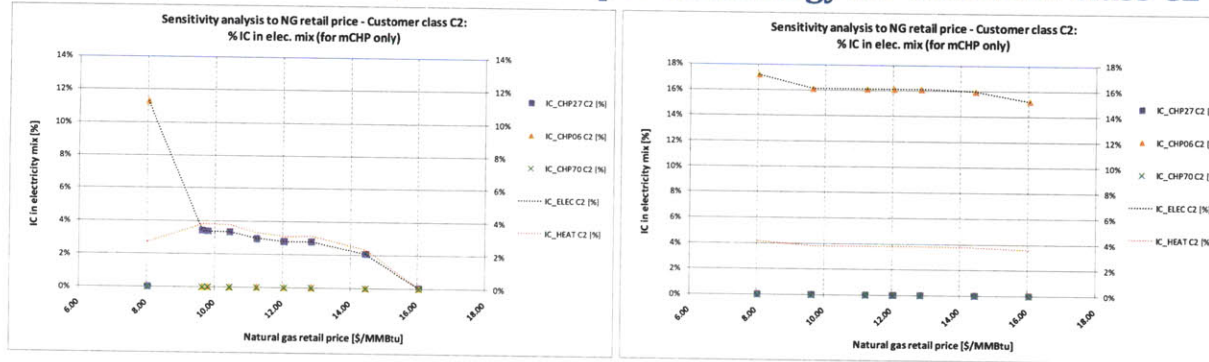 Sensitivity analysis to NG retail price - Customer class C2:
% IC in elec. mix (for mCHP only)
14%
12%
10%
8%
6%
4%
2%
0%
14%
12%
10%
8%
6%
4%
2%
0%
IC in electricity mix [%]
6.00
8.00
10.00
12.00
14.00
16.00
18.00
Natural gas retail price [$/MMBtu]
IC_CHP27 C2 [%]
IC_CHP06 C2 [%]
IC_CHP70 C2 [%]
IC_ELEC C2 [%]
IC_HEAT C2 [%]
Sensitivity analysis to NG retail price - Customer class C2:
% IC in elec. mix (for mCHP only)
18%
16%
14%
12%
10%
8%
6%
4%
2%
0%
18%
16%
14%
12%
10%
8%
6%
4%
2%
0%
IC in electricity mix [%]
6.00
8.00
10.00
12.00
14.00
16.00
18.00
Natural gas retail price [$/MMBtu]
IC_CHP27 C2 [
IC_CHP06 C2 [%
IC_CHP70 C2 [
IC_ELEC C2 [%]
IC_HEAT C2 [%]